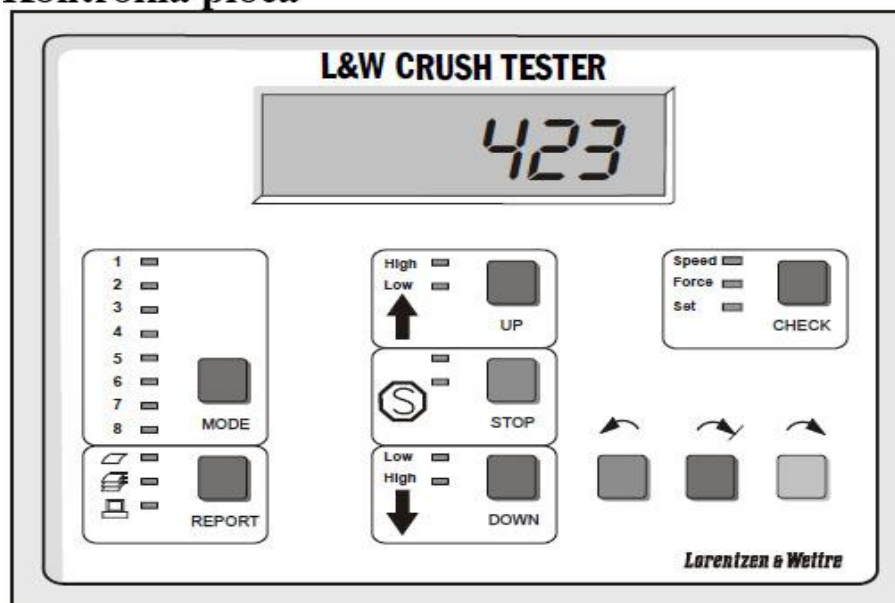 L&W CRUSH TESTER
423
1
2
3
4
5
6
7
8
MODE
REPORT
High
Low
UP
S
STOP
Low
High
DOWN
Speed
Force
Set
CHECK
Lorentzen & Wettre